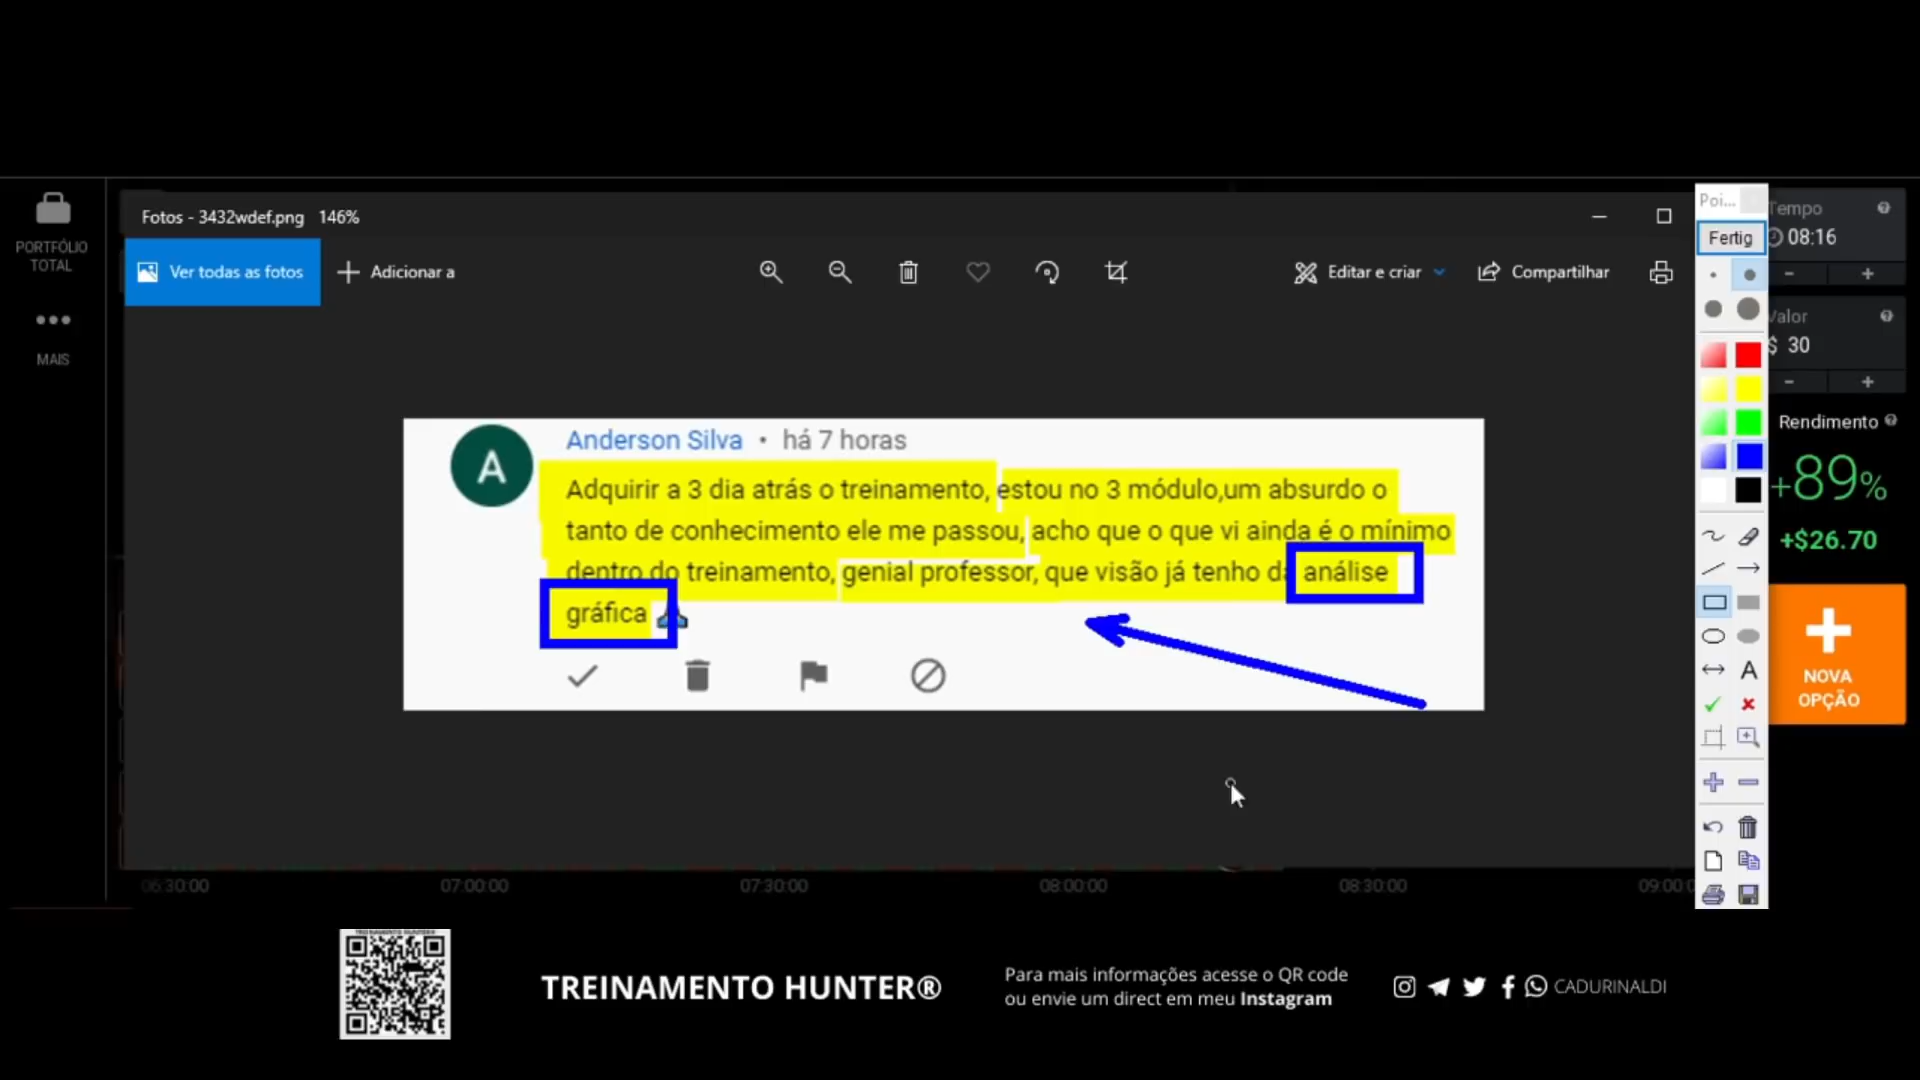 PORTFÓLIO
TOTAL
MAIS
Fotos - 3432wdef.png 146%
Ver todas as fotos
Adicionar a
Editar e criar
Compartilhar
Anderson Silva • há 7 horas
A
Adquirir a 3 dia atrás o treinamento, estou no 3 módulo,um absurdo o
tanto de conhecimento ele me passou, acho que o que vi ainda é o mínimo
dentro do treinamento, genial professor, que visão já tenho da análise
gráfica
Poi...
Fertig
A
Tempo
08:16
Valor
$ 30
Rendimento
+89%
+$26.70
NOVA
OPÇÃO
06:30:00 07:00:00 07:30:00 08:00:00 08:30:00 09:00:0
TREINAMENTO HUNTER®
Para mais informações acesse o QR code
ou envie um direct em meu Instagram
CADURINALDI